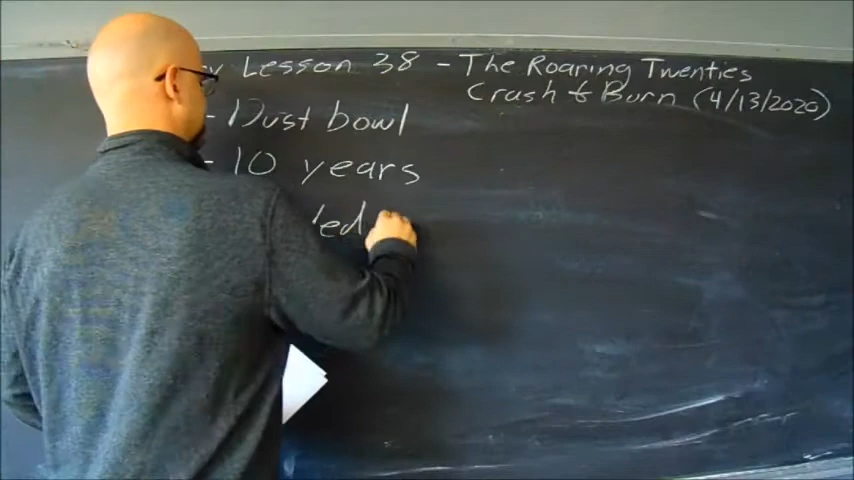 Lesson 38 - The Roaring Twenties
Crash & Burn (4/13/2020)
- Dust bowl
- 10 years